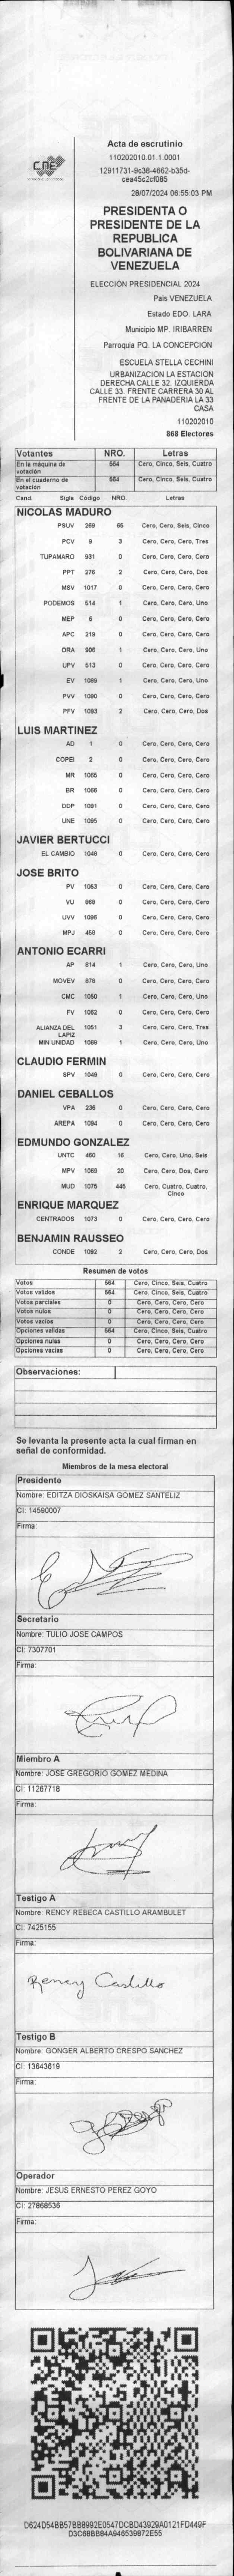 CNE
Acta de escrutinio
110202010.01.1.0001
12911731-9c38-4662-b35d-
cea45c2cf085
28/07/2024 06:55:03 PM
PRESIDENTA O
PRESIDENTE DE LA
REPUBLICA
BOLIVARIANA DE
VENEZUELA
ELECCIÓN PRESIDENCIAL 2024
País VENEZUELA
Estado EDO. LARA
Municipio MP. IRIBARREN
Parroquia PQ. LA CONCEPCION
ESCUELA STELLA CECHINI
URBANIZACION LA ESTACION
DERECHA CALLE 32. IZQUIERDA
CALLE 33. FRENTE CARRERA 30 AL
FRENTE DE LA PANADERIA LA 33
CASA
110202010
868 Electores
Votantes NRO. Letras
En la máquina de votación 564 Cero, Cinco, Seis, Cuatro
En el cuaderno de votación 564 Cero, Cinco, Seis, Cuatro
Cand. Sigla Código NRO. Letras
NICOLAS MADURO
PSUV 269 65 Cero, Cero, Seis, Cinco
PCV 9 3 Cero, Cero, Cero, Tres
TUPAMARO 931 0 Cero, Cero, Cero, Cero
PPT 276 2 Cero, Cero, Cero, Dos
MSV 1017 0 Cero, Cero, Cero, Cero
PODEMOS 514 1 Cero, Cero, Cero, Uno
MEP 6 0 Cero, Cero, Cero, Cero
APC 219 0 Cero, Cero, Cero, Cero
ORA 906 1 Cero, Cero, Cero, Uno
UPV 513 0 Cero, Cero, Cero, Cero
EV 1089 1 Cero, Cero, Cero, Uno
PVV 1090 0 Cero, Cero, Cero, Cero
PFV 1093 2 Cero, Cero, Cero, Dos
LUIS MARTINEZ
AD 1 0 Cero, Cero, Cero, Cero
COPEI 2 0 Cero, Cero, Cero, Cero
MR 1065 0 Cero, Cero, Cero, Cero
BR 1066 0 Cero, Cero, Cero, Cero
DDP 1091 0 Cero, Cero, Cero, Cero
UNE 1095 0 Cero, Cero, Cero, Cero
JAVIER BERTUCCI
EL CAMBIO 1048 0 Cero, Cero, Cero, Cero
JOSE BRITO
PV 1053 0 Cero, Cero, Cero, Cero
VU 968 0 Cero, Cero, Cero, Cero
UVV 1096 0 Cero, Cero, Cero, Cero
MPJ 459 0 Cero, Cero, Cero, Cero
ANTONIO ECARRI
AP 814 1 Cero, Cero, Cero, Uno
MOVEV 878 0 Cero, Cero, Cero, Cero
CMC 1050 1 Cero, Cero, Cero, Uno
FV 1062 0 Cero, Cero, Cero, Cero
ALIANZA DEL LAPIZ 1051 3 Cero, Cero, Cero, Tres
MIN UNIDAD 1069 1 Cero, Cero, Cero, Uno
CLAUDIO FERMIN
SPV 1049 0 Cero, Cero, Cero, Cero
DANIEL CEBALLOS
VPA 236 0 Cero, Cero, Cero, Cero
AREPA 1094 0 Cero, Cero, Cero, Cero
EDMUNDO GONZALEZ
UNTC 460 16 Cero, Cero, Uno, Seis
MPV 1069 20 Cero, Cero, Dos, Cero
MUD 1075 445 Cero, Cuatro, Cuatro, Cinco
ENRIQUE MARQUEZ
CENTRADOS 1073 0 Cero, Cero, Cero, Cero
BENJAMIN RAUSSEO
CONDE 1092 2 Cero, Cero, Cero, Dos
Resumen de votos
Votos 564 Cero, Cinco, Seis, Cuatro
Votos validos 564 Cero, Cinco, Seis, Cuatro
Votos parciales 0 Cero, Cero, Cero, Cero
Votos nulos 0 Cero, Cero, Cero, Cero
Votos vacios 0 Cero, Cero, Cero, Cero
Opciones validas 564 Cero, Cinco, Seis, Cuatro
Opciones nulas 0 Cero, Cero, Cero, Cero
Opciones vacias 0 Cero, Cero, Cero, Cero
Observaciones:
Se levanta la presente acta la cual firman en
señal de conformidad.
Miembros de la mesa electoral
Presidente
Nombre: EDITZA DIOSKAISA GOMEZ SANTELIZ
CI: 14590007
Firma:
Secretario
Nombre: TULIO JOSE CAMPOS
CI: 7307701
Firma:
Miembro A
Nombre: JOSE GREGORIO GOMEZ MEDINA
CI: 11267718
Firma:
Testigo A
Nombre: RENCY REBECA CASTILLO ARAMBULET
CI: 7425155
Firma:
Rency Castillo
Testigo B
Nombre: GONGER ALBERTO CRESPO SANCHEZ
CI: 13643619
Firma:
Operador
Nombre: JESUS ERNESTO PEREZ GOYO
CI: 27868536
Firma:
D624D54BB57BB8992E0547DCBD43929A0121FD449F
D3C68BB84A946539872E55